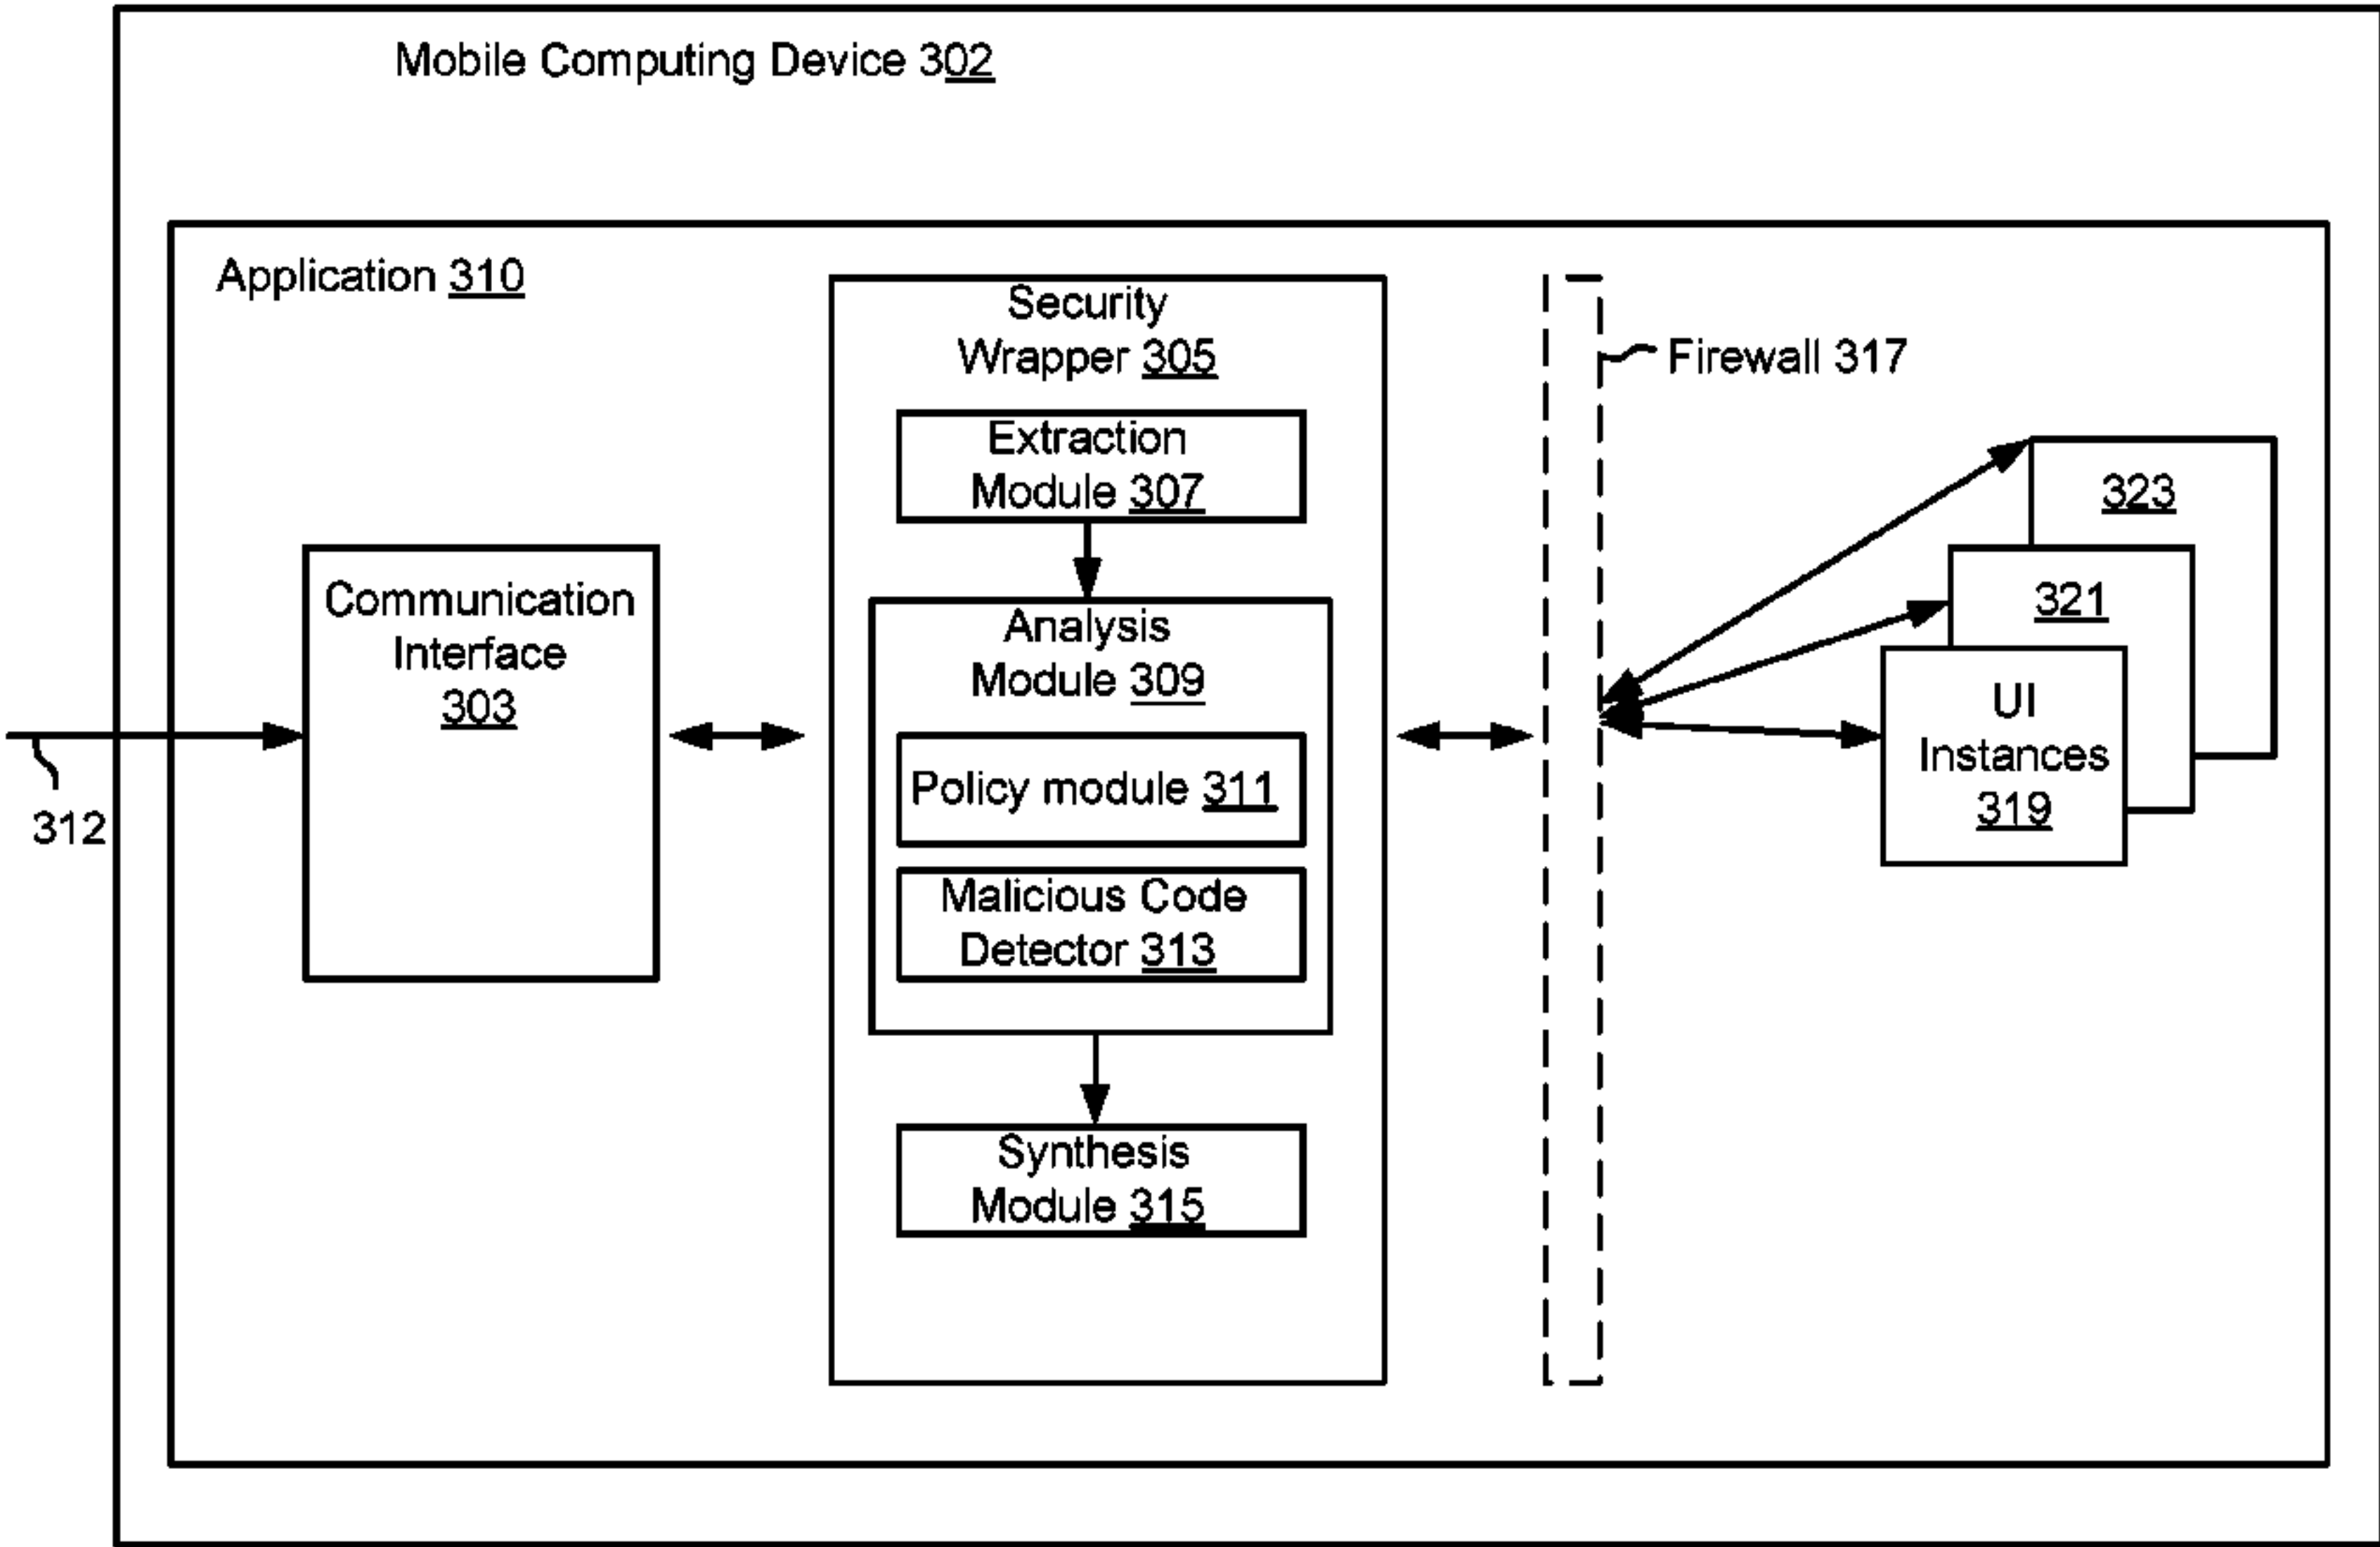 Mobile Computing Device 302
Application 310
Communication
Interface
303
312
Security
Wrapper 305
Extraction
Module 307
Analysis
Module 309
Policy module 311
Malicious Code
Detector 313
Synthesis
Module 315
Firewall 317
323
321
UI
Instances
319